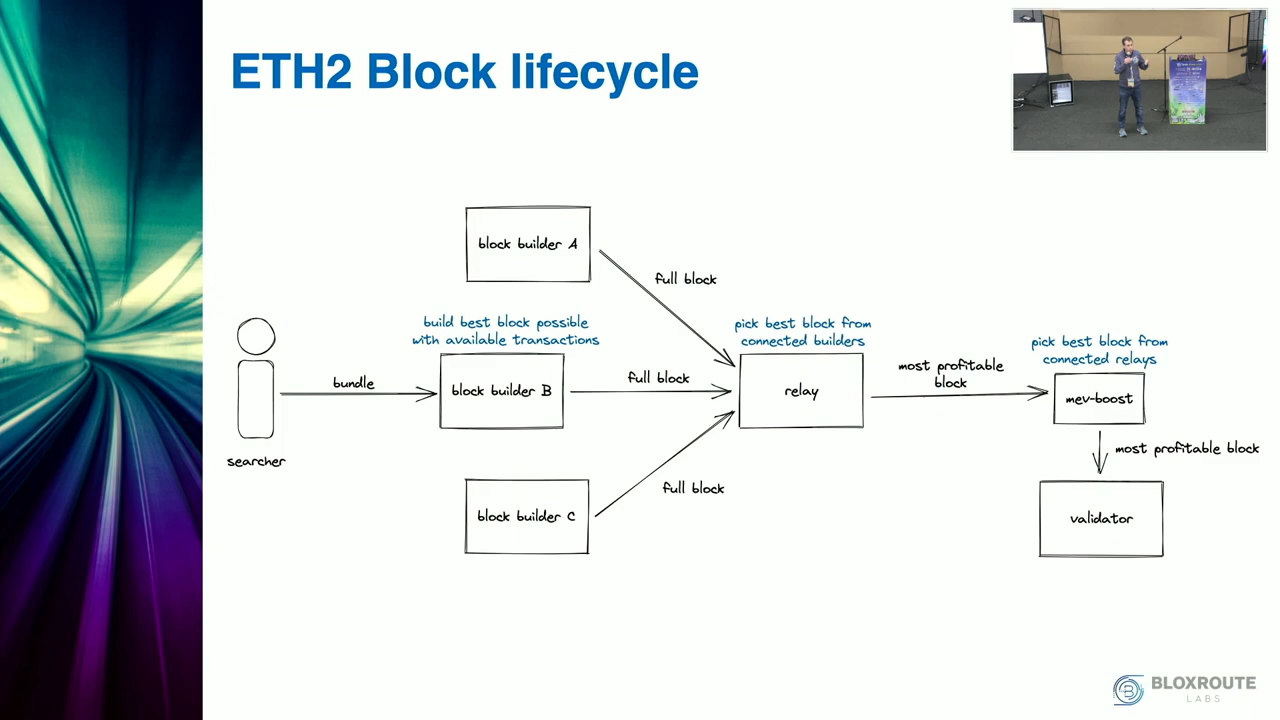 ETH2 Block lifecycle
block builder A
full block
build best block possible
with available transactions
pick best block from
connected builders
pick best block from
connected relays
bundle
block builder B
full block
relay
most profitable
block
mev-boost
searcher
most profitable block
full block
block builder C
validator
BLOXROUTE
LABS